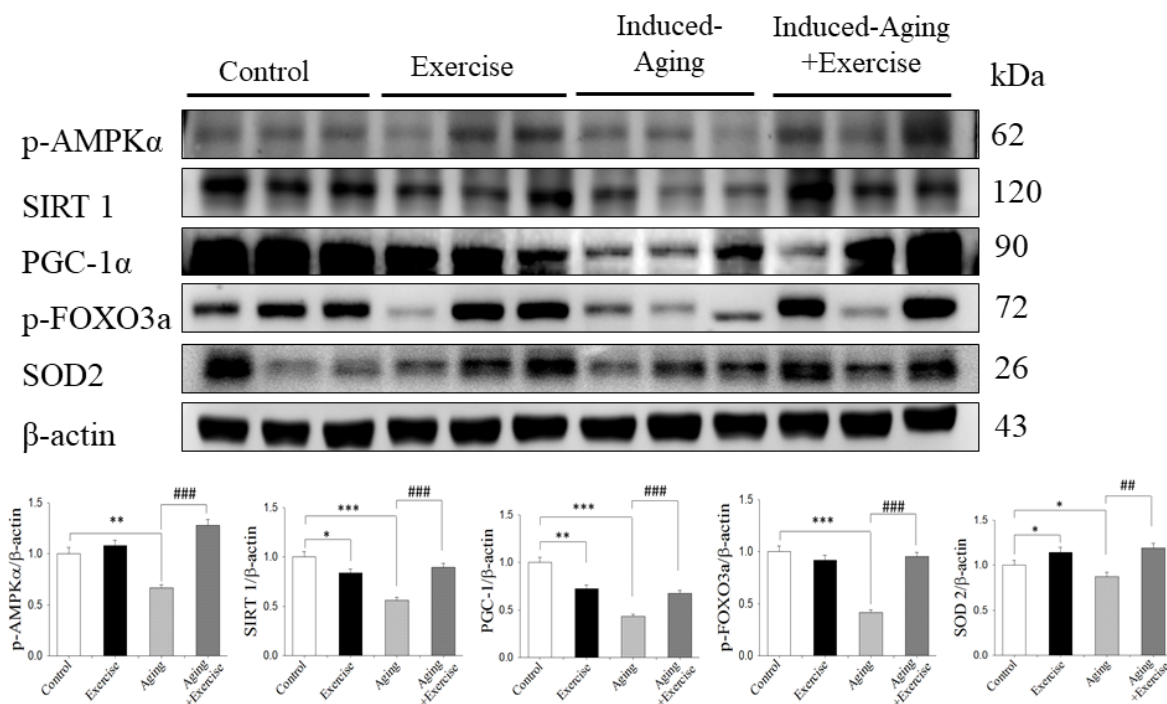 Control
Exercise
Induced-
Aging
Induced-Aging
+Exercise
kDa
p-AMPKα
62
SIRT 1
120
PGC-1α
90
p-FOXO3a
72
SOD2
26
β-actin
43
p-AMPKα/β-actin
1.5
1.0
0.5
0.0
**
###
Control
Exercise
Aging
Aging
+Exercise
SIRT 1/β-actin
1.5
1.0
0.5
0.0
***
*
###
Control
Exercise
Aging
Aging
+Exercise
PGC-1/β-actin
1.5
1.0
0.5
0.0
***
**
###
Control
Exercise
Aging
Aging
+Exercise
p-FOXO3a/β-actin
1.5
1.0
0.5
0.0
***
###
Control
Exercise
Aging
Aging
+Exercise
SOD 2/β-actin
1.5
1.0
0.5
0.0
*
*
##
Control
Exercise
Aging
Aging
+Exercise